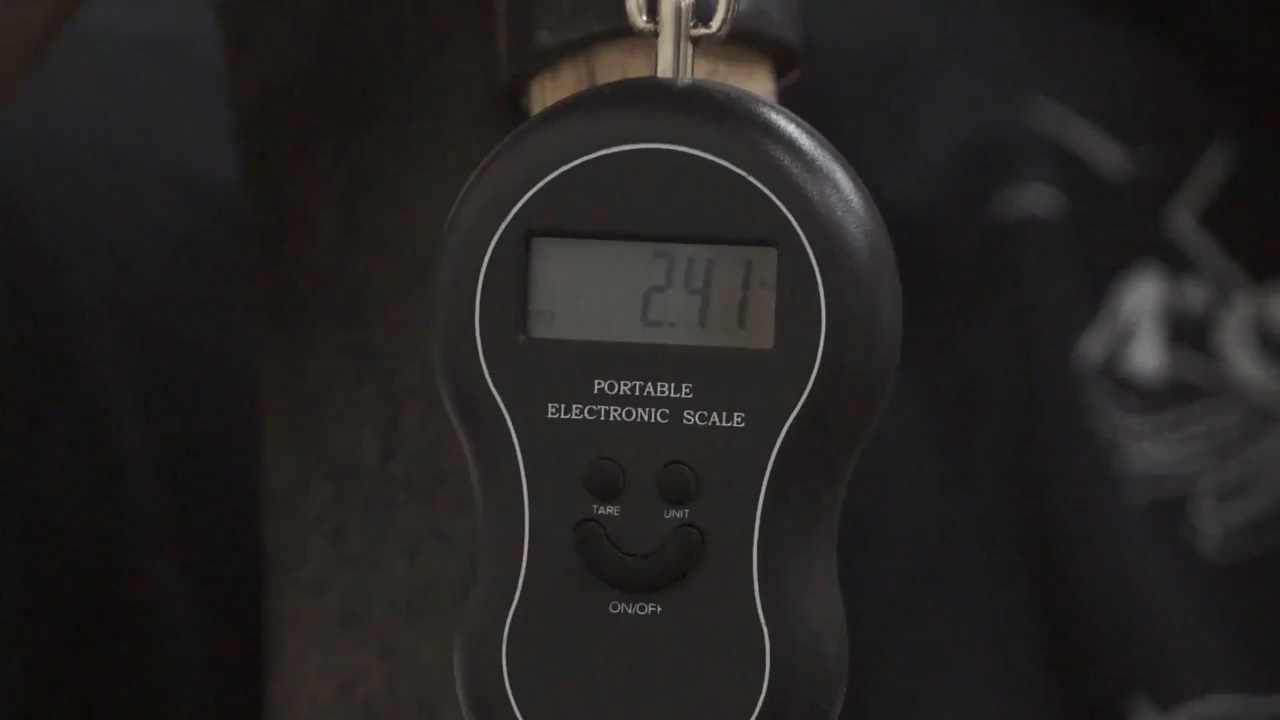 2.41
PORTABLE
ELECTRONIC SCALE
TARE UNIT
ON/OFF